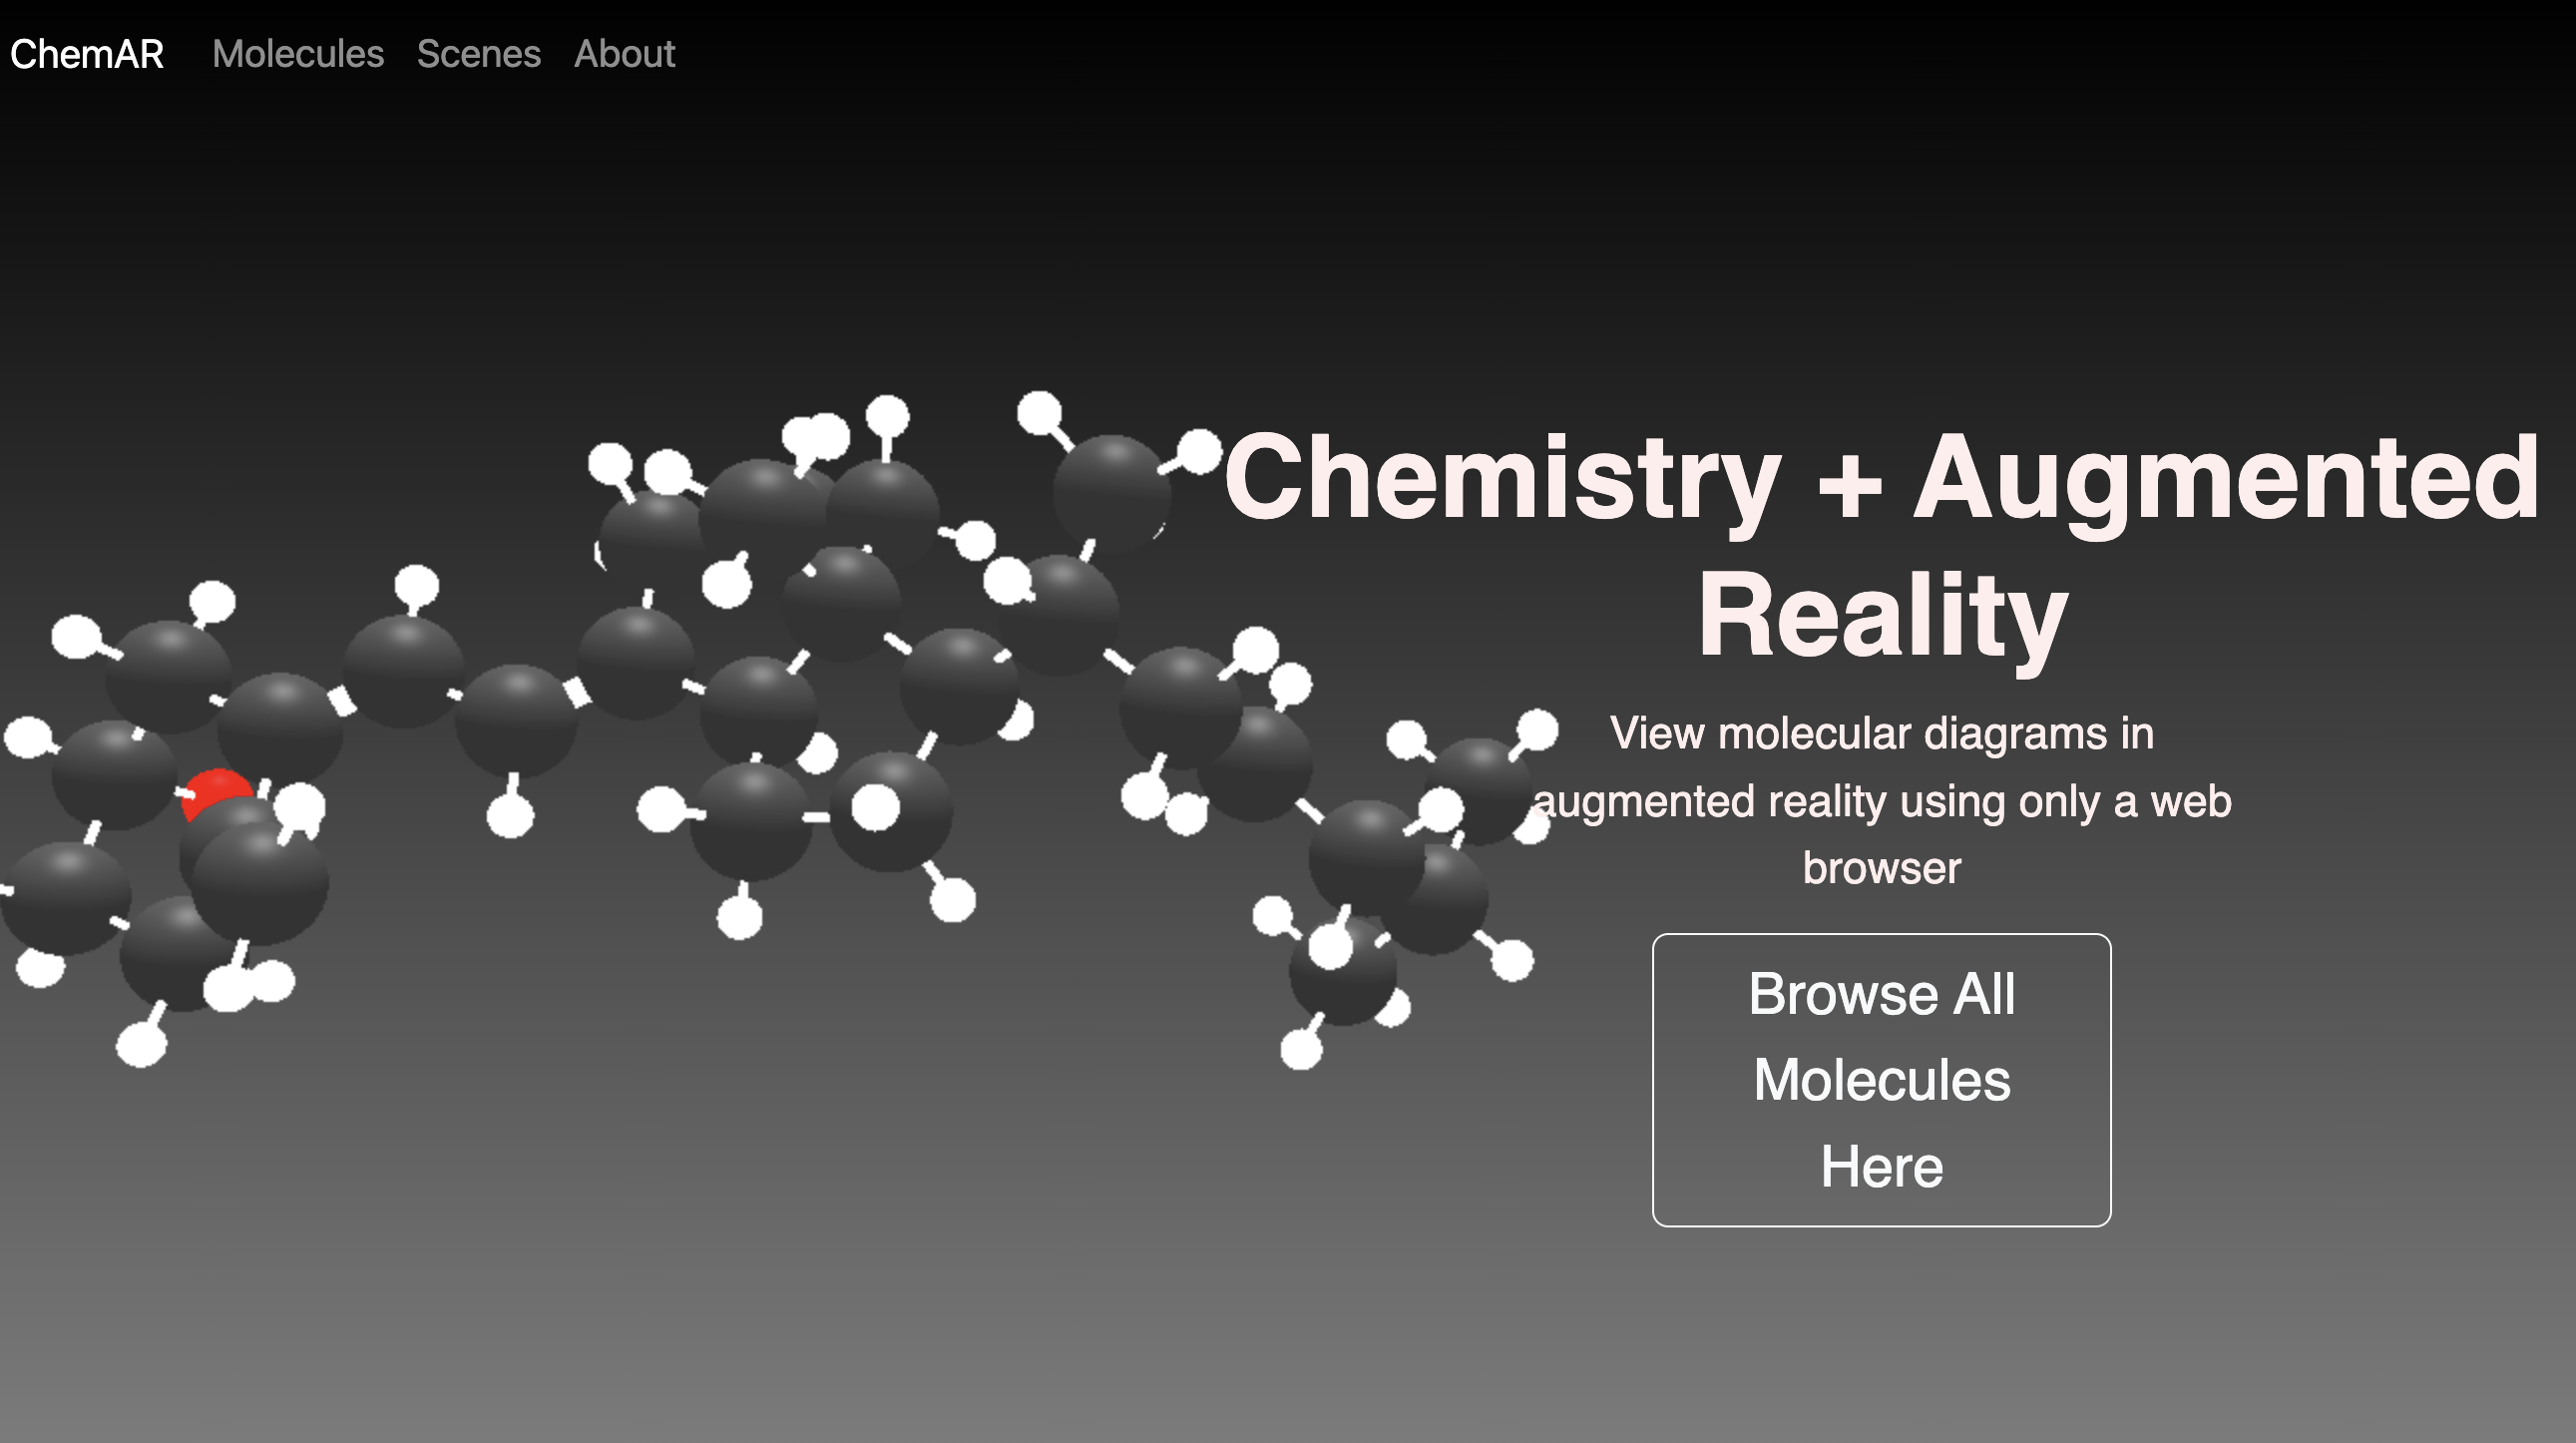 ChemAR Molecules Scenes About
Chemistry + Augmented
Reality
View molecular diagrams in
augmented reality using only a web
browser
Browse All
Molecules
Here